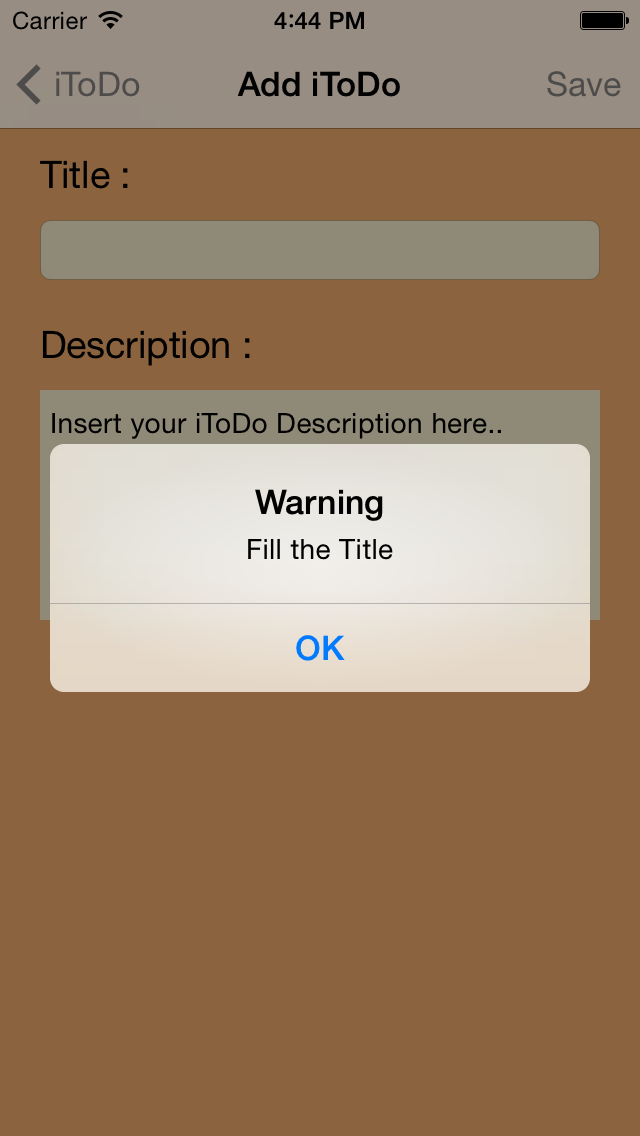 Carrier 4:44 PM
iToDo Add iToDo Save
Title :
Description :
Insert your iToDo Description here..
Warning
Fill the Title
OK